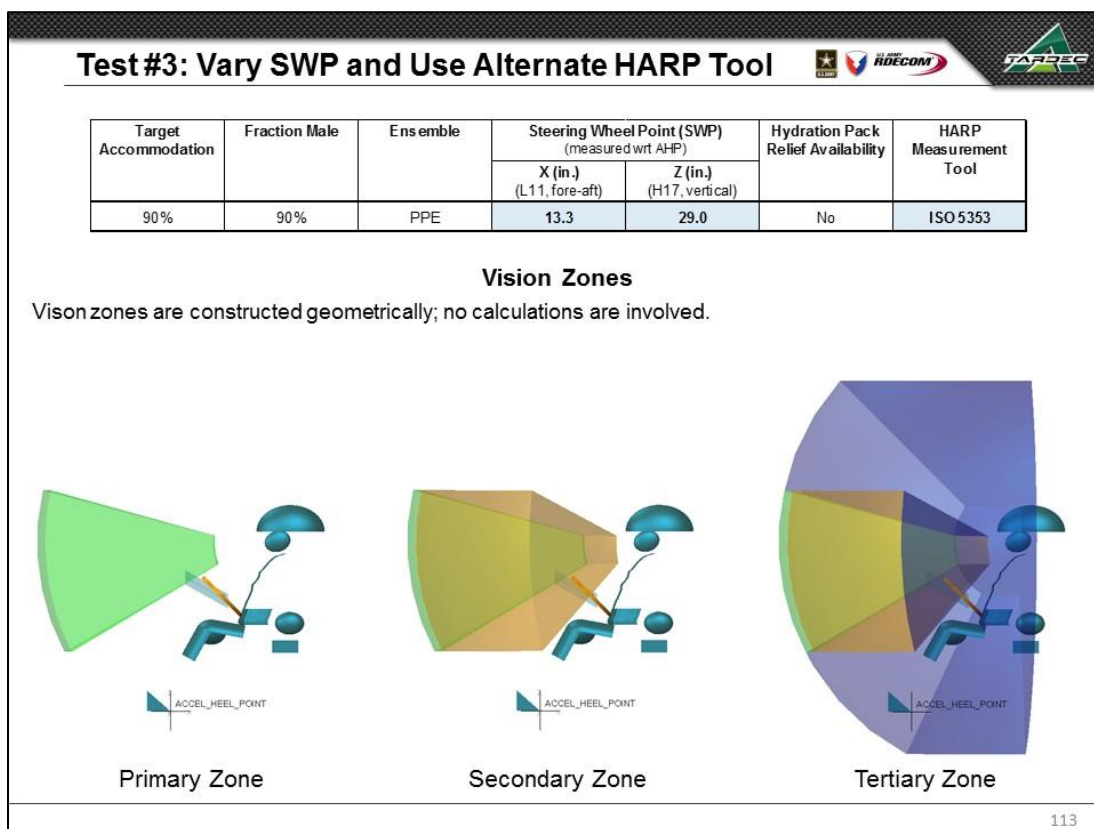 Test #3: Vary SWP and Use Alternate HARP Tool
U.S. ARMY
U.S. ARMY
RDECOM
TARDEC
Target Accommodation
Fraction Male
Ensemble
Steering Wheel Point (SWP)
(measured wrt AHP)
Hydration Pack Relief Availability
HARP Measurement Tool
X (in.)
(L11, fore-aft)
Z (in.)
(H17, vertical)
90%
90%
PPE
13.3
29.0
No
ISO 5353
Vision Zones
Vison zones are constructed geometrically; no calculations are involved.
ACCEL_HEEL_POINT
ACCEL_HEEL_POINT
ACCEL_HEEL_POINT
Primary Zone
Secondary Zone
Tertiary Zone
113